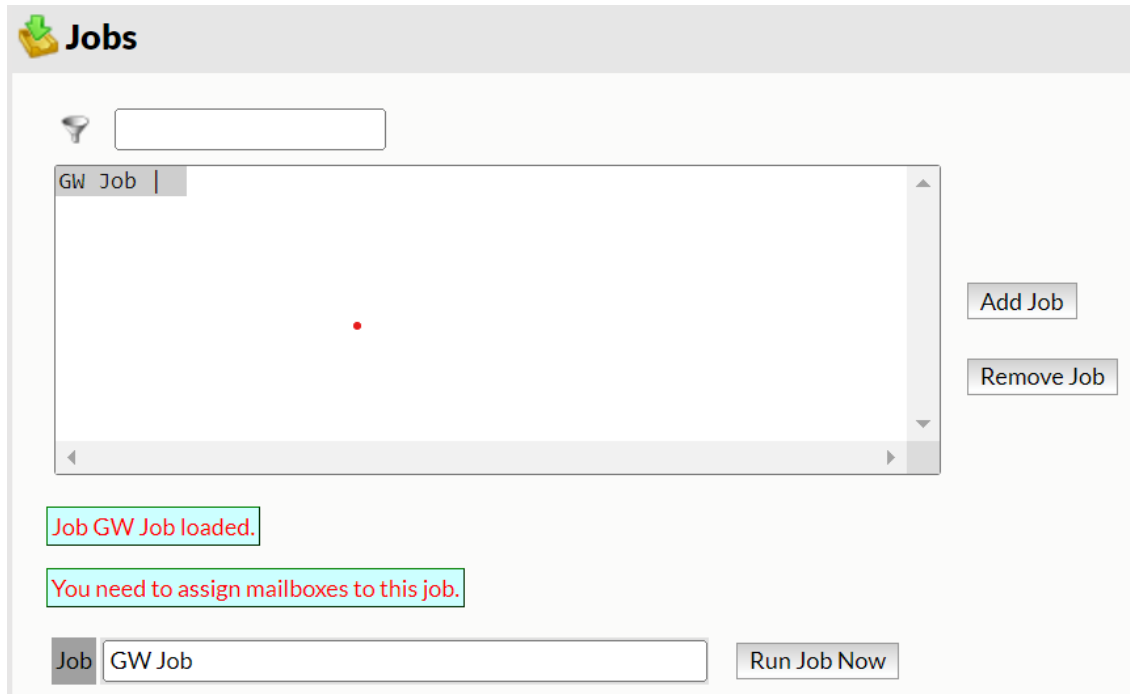 Jobs
GW Job |
Add Job
Remove Job
Job GW Job loaded.
You need to assign mailboxes to this job.
Job GW Job Run Job Now